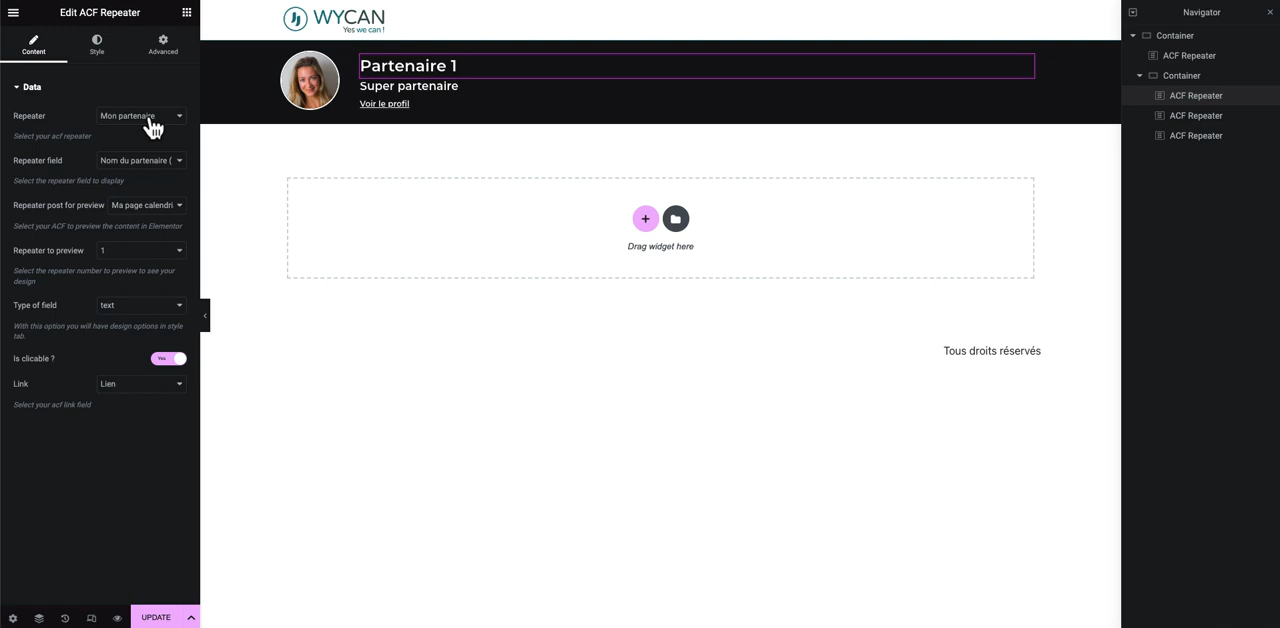 Edit ACF Repeater
Content
Style
Advanced
Data
Repeater
Mon partenaire
Select your acf repeater
Repeater field
Nom du partenaire (
Select the repeater field to display
Repeater post for preview
Ma page calendri
Select your ACF to preview the content in Elementor
Repeater to preview
1
Select the repeater number to preview to see your
design
Type of field
text
With this option you will have design options in style
tab.
Is clicable ?
Yes
Link
Lien
Select your acf link field
UPDATE
WYCAN
Yes we can !
Partenaire 1
Super partenaire
Voir le profil
Drag widget here
Tous droits réservés
Navigator
Container
ACF Repeater
Container
ACF Repeater
ACF Repeater
ACF Repeater